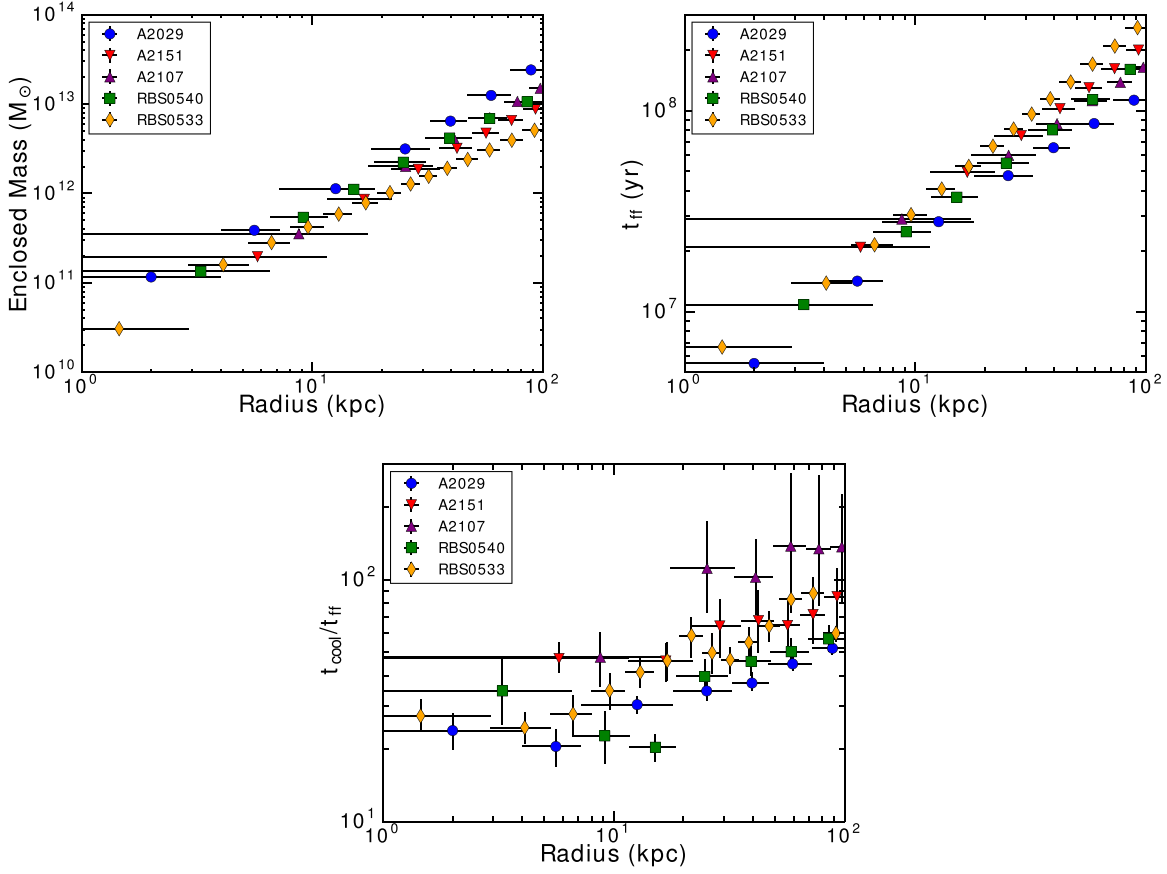 10^14
10^13
10^12
10^11
10^10
Enclosed Mass (M_⊙)
A2029
A2151
A2107
RBS0540
RBS0533
10^0
10^1
10^2
Radius (kpc)
10^8
10^7
t_ff (yr)
A2029
A2151
A2107
RBS0540
RBS0533
10^0
10^1
10^2
Radius (kpc)
10^2
10^1
t_cool/t_ff
A2029
A2151
A2107
RBS0540
RBS0533
10^0
10^1
10^2
Radius (kpc)